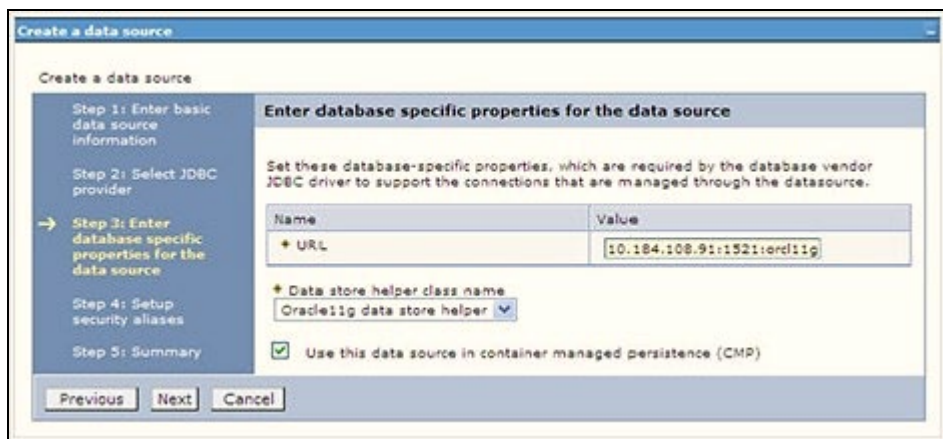 Create a data source
Create a data source
Step 1: Enter basic
data source
information
Step 2: Select JDBC
provider
Step 3: Enter
database specific
properties for the
data source
Step 4: Setup
security aliases
Step 5: Summary
Enter database specific properties for the data source
Set these database-specific properties, which are required by the database vendor
JDBC driver to support the connections that are managed through the datasource.
Name Value
URL 10.184.108.91:1521:orcl11g
Data store helper class name
Oracle11g data store helper
Use this data source in container managed persistence (CMP)
Previous Next Cancel